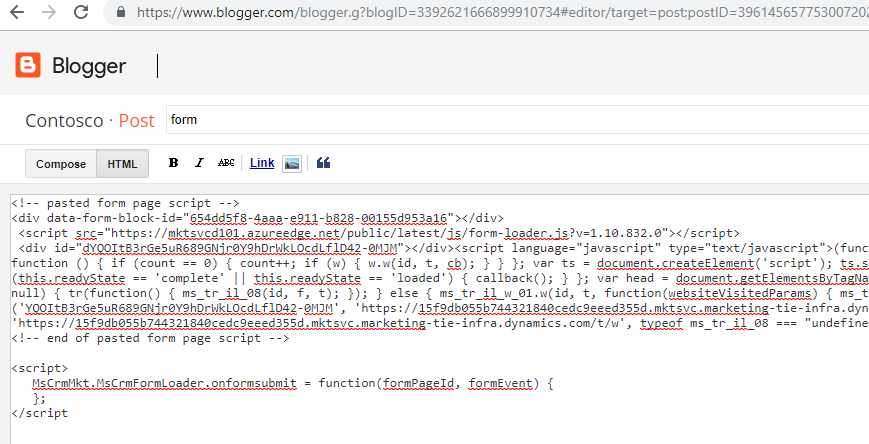 https://www.blogger.com/blogger.g?blogID=3392621666899910734#editor/target=post;postID=39614565775300720
Blogger
Contosco · Post form
Compose HTML B I ABC Link
<!-- pasted form page script -->
<div data-form-block-id="654dd5f8-4aaa-e911-b828-00155d953a16"></div>
<script src="https://mktsvcd101.azureedge.net/public/latest/js/form-loader.js?v=1.10.832.0"></script>
<div id="dYQOItB3rGe5uR689GNjr0Y9hDrWkLOcdLflD42-0MJM"></div><script language="javascript" type="text/javascript">(func
function () { if (count == 0) { count++; if (w) { w.w(id, t, cb); } } }; var ts = document.createElement('script'); ts.s
(this.readyState == 'complete' || this.readyState == 'loaded') { callback(); } }; var head = document.getElementsByTagNa
null) { tr(function() { ms_tr_il_08(id, f, t); }); } else { ms_tr_il_w_01.w(id, t, function(websiteVisitedParams) { ms_t
('YQOItB3rGe5uR689GNjr0Y9hDrWkLOcdLflD42-0MJM', 'https://15f9db055b744321840cedc9eeed355d.mktsvc.marketing-tie-infra.dyn
'https://15f9db055b744321840cedc9eeed355d.mktsvc.marketing-tie-infra.dynamics.com/t/w', typeof ms_tr_il_08 === "undefine
<!-- end of pasted form page script -->
<script>
MsCrmMkt.MsCrmFormLoader.onformsubmit = function(formPageId, formEvent) {
};
</script